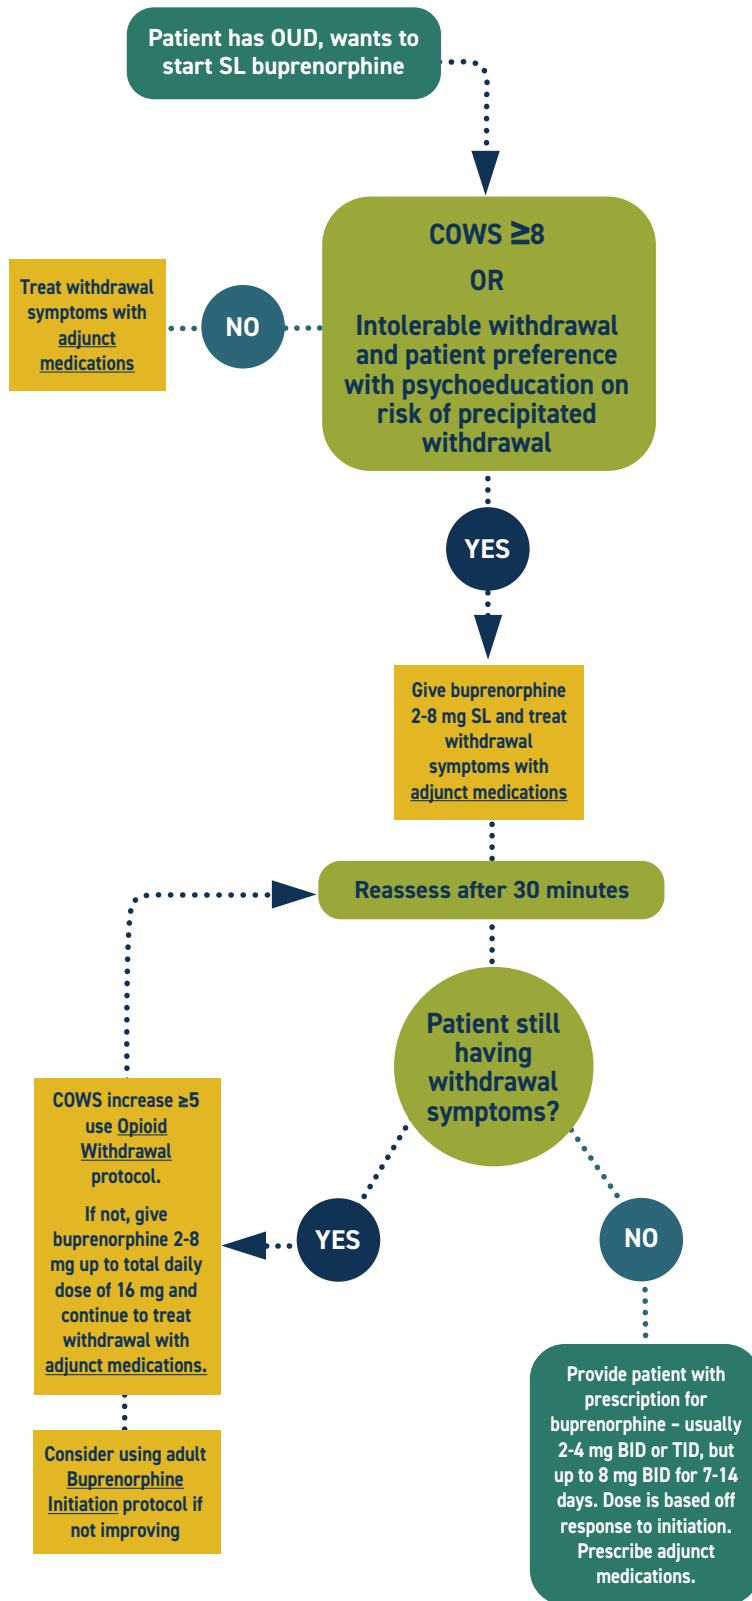 Patient has OUD, wants to
start SL buprenorphine
COWS ≥8
OR
Intolerable withdrawal
and patient preference
with psychoeducation on
risk of precipitated
withdrawal
NO
Treat withdrawal
symptoms with
adjunct
medications
YES
Give buprenorphine
2-8 mg SL and treat
withdrawal
symptoms with
adjunct medications
Reassess after 30 minutes
Patient still
having
withdrawal
symptoms?
YES
COWS increase ≥5
use Opioid
Withdrawal
protocol.
If not, give
buprenorphine 2-8
mg up to total daily
dose of 16 mg and
continue to treat
withdrawal with
adjunct medications.
Consider using adult
Buprenorphine
Initiation protocol if
not improving
NO
Provide patient with
prescription for
buprenorphine – usually
2-4 mg BID or TID, but
up to 8 mg BID for 7-14
days. Dose is based off
response to initiation.
Prescribe adjunct
medications.